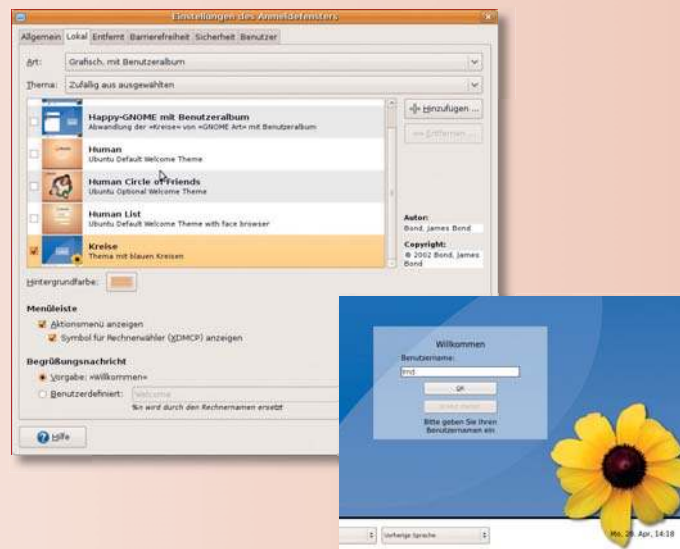 Einstellungen des Anmeldefensters
Allgemein Lokal Entfernt Barrierefreiheit Sicherheit Benutzer
Art: Grafisch, mit Benutzeralbum
Thema: Zufällig aus ausgewählten
Happy-GNOME mit Benutzeralbum
Abwandlung der »Kreise« von »GNOME Art« mit Benutzeralbum
Human
Ubuntu Default Welcome Theme
Human Circle of Friends
Ubuntu Optional Welcome Theme
Human List
Ubuntu Default Welcome Theme with face browser
Kreise
Thema mit blauen Kreisen
Hinzufügen ...
Entfernen ...
Autor:
Bond, James Bond
Copyright:
© 2002 Bond, James
Bond
Hintergrundfarbe:
Menüleiste
Aktionsmenü anzeigen
Symbol für Rechnerwähler (XDMCP) anzeigen
Begrüßungsnachricht
Vorgabe: »Willkommen«
Benutzerdefiniert: Welcome
%n wird durch den Rechnernamen ersetzt
Hilfe
Willkommen
Benutzername:
OK
Bitte geben Sie Ihren
Benutzernamen ein
Vorherige Sprache
Mo, 20. Apr, 14:18